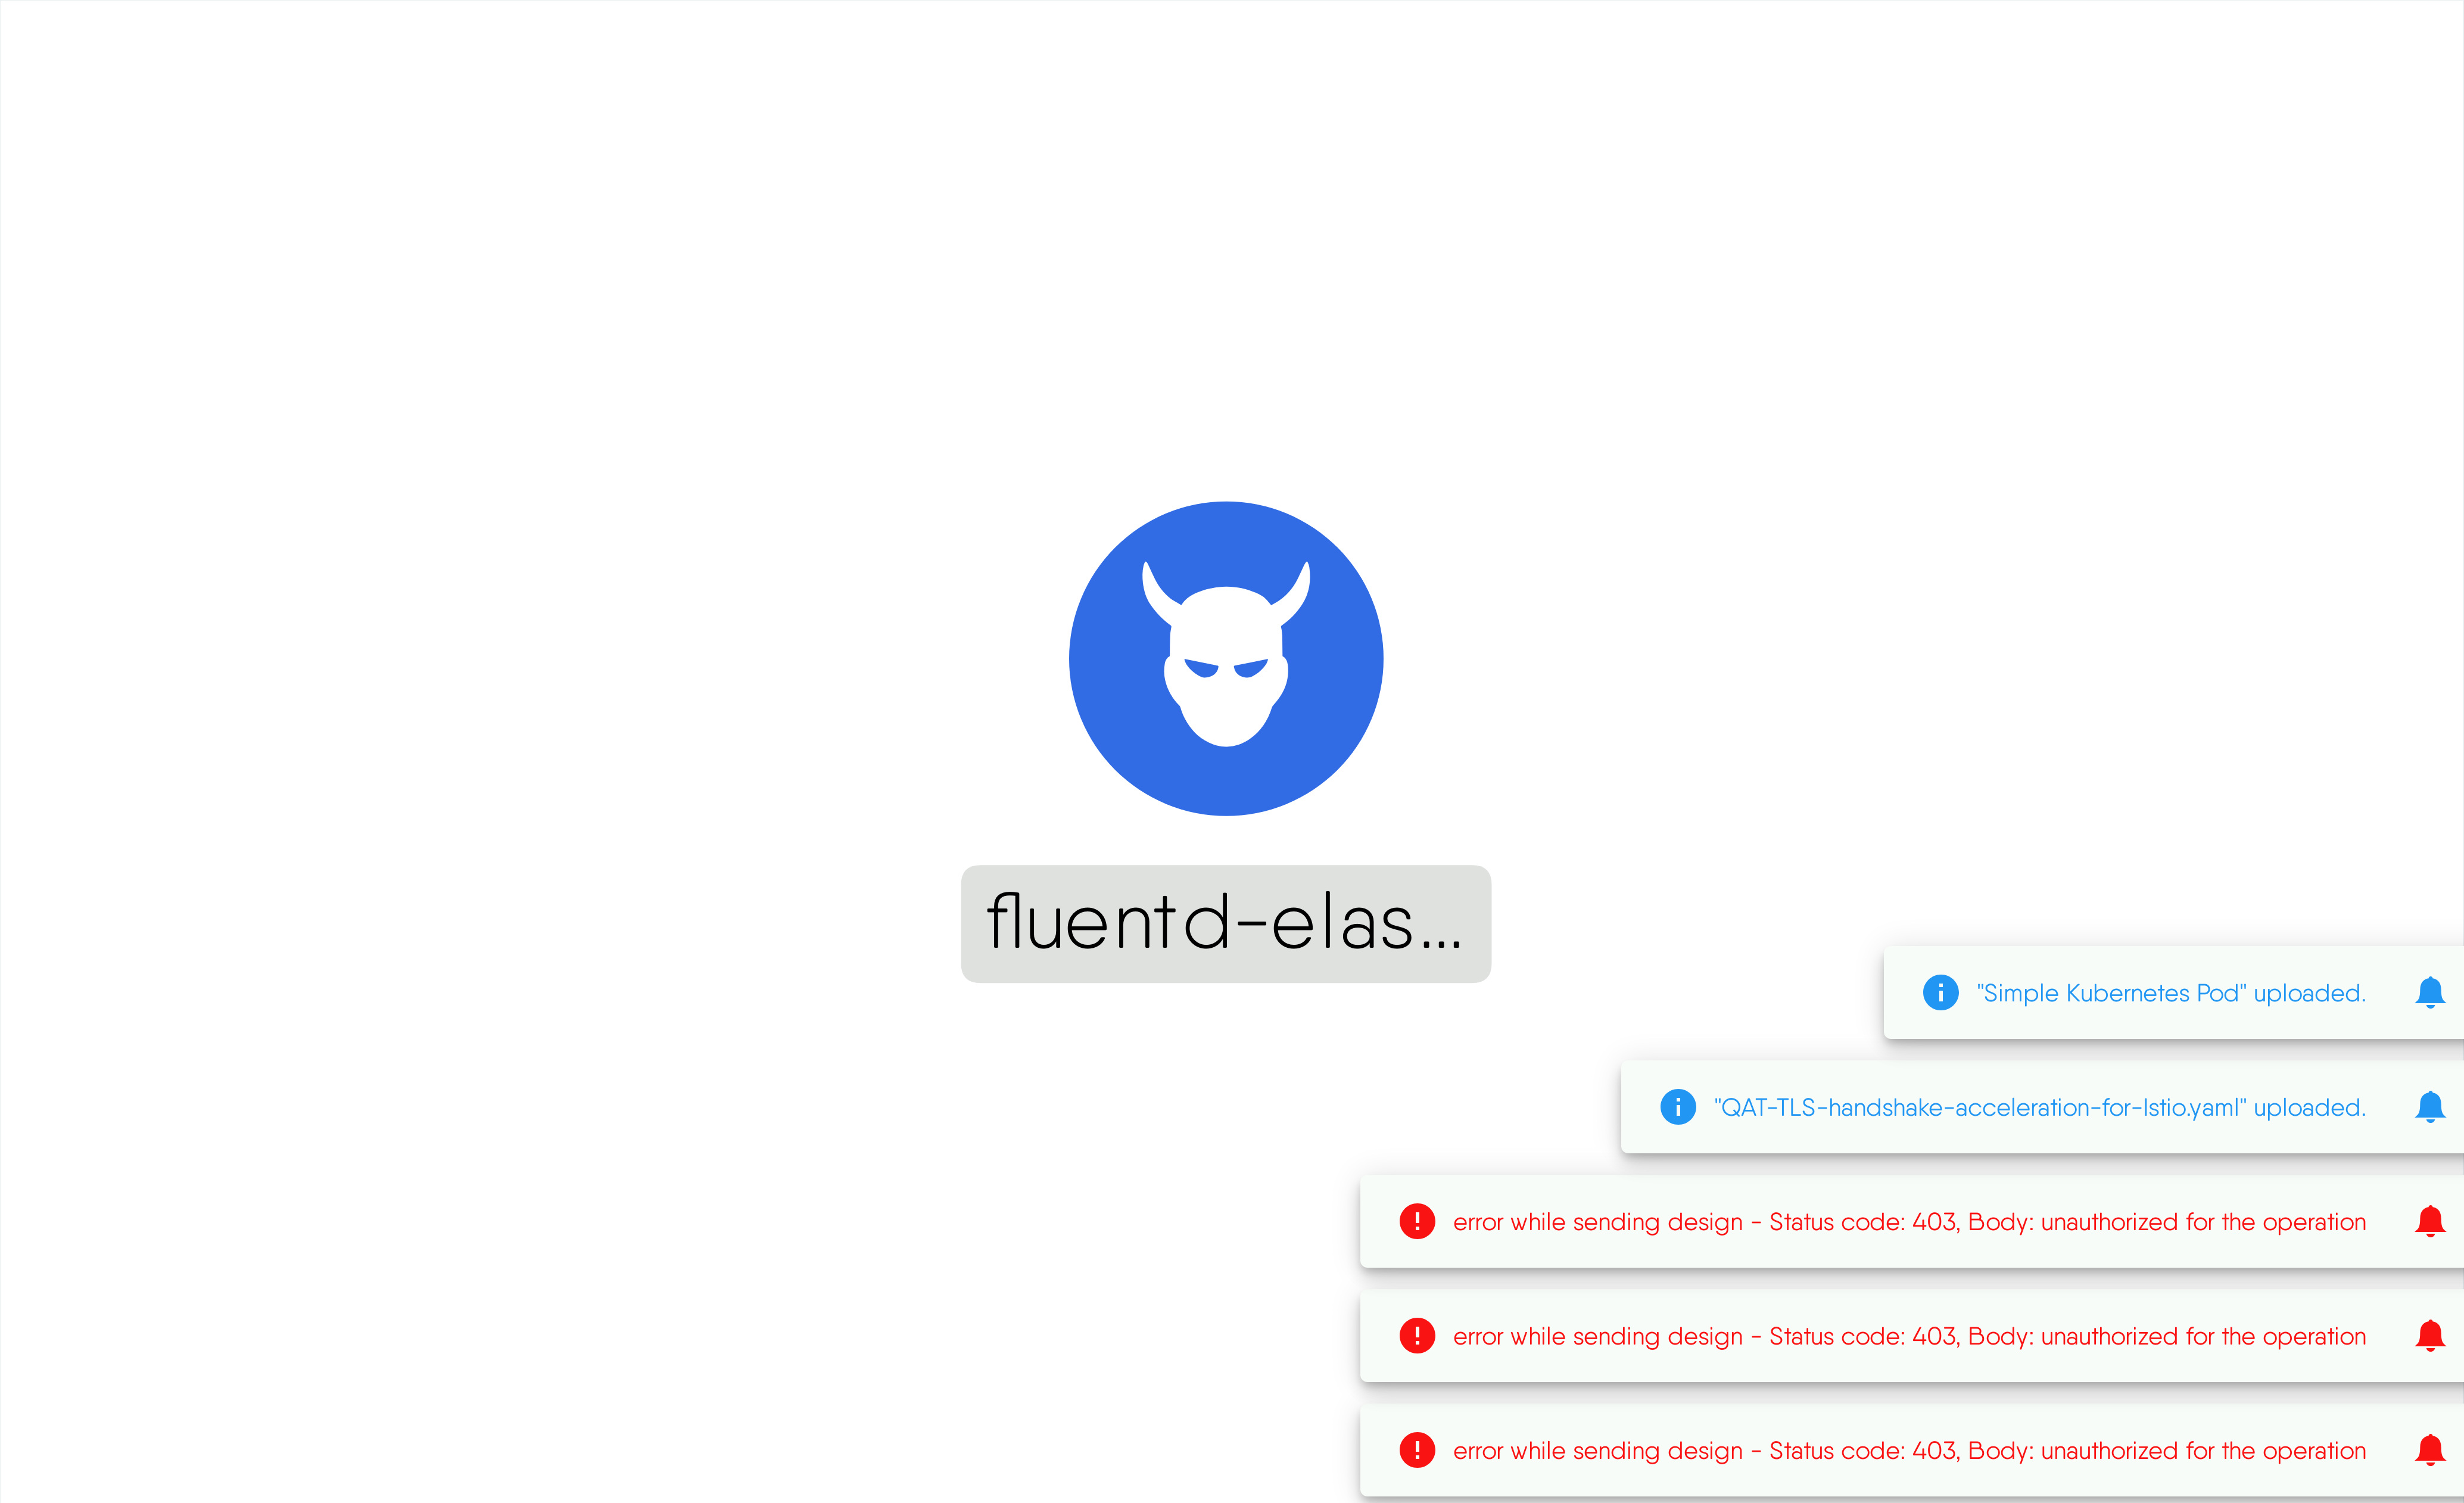 fluentd-elas...
"Simple Kubernetes Pod" uploaded.
"QAT-TLS-handshake-acceleration-for-Istio.yaml" uploaded.
error while sending design - Status code: 403, Body: unauthorized for the operation
error while sending design - Status code: 403, Body: unauthorized for the operation
error while sending design - Status code: 403, Body: unauthorized for the operation